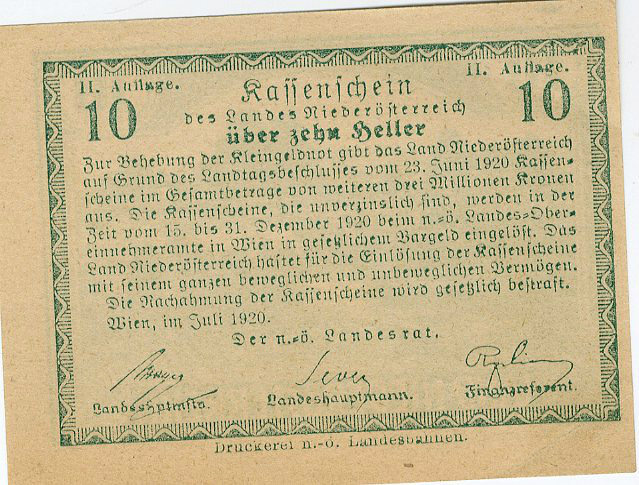 II. Auflage. Kassenschein II. Auflage.
10 des Landes Niederösterreich 10
über zehn Heller
Zur Behebung der Kleingeldnot gibt das Land Niederösterreich
auf Grund des Landtagsbeschlusses vom 23. Juni 1920 Kassen-
scheine im Gesamtbetrage von weiteren drei Millionen Kronen
aus. Die Kassenscheine, die unverzinslich sind, werden in der
Zeit vom 15. bis 31. Dezember 1920 beim n.-ö. Landes-Ober-
einnehmeramte in Wien in gesetzlichem Bargeld eingelöst. Das
Land Niederösterreich haftet für die Einlösung der Kassenscheine
mit seinem ganzen beweglichen und unbeweglichen Vermögen.
Die Nachahmung der Kassenscheine wird gesetzlich bestraft.
Wien, im Juli 1920.
Der n.-ö. Landesrat.
Sever
Landeshauptmann. Finanzreferent.
Druckerei n.-ö. Landesbahnen.